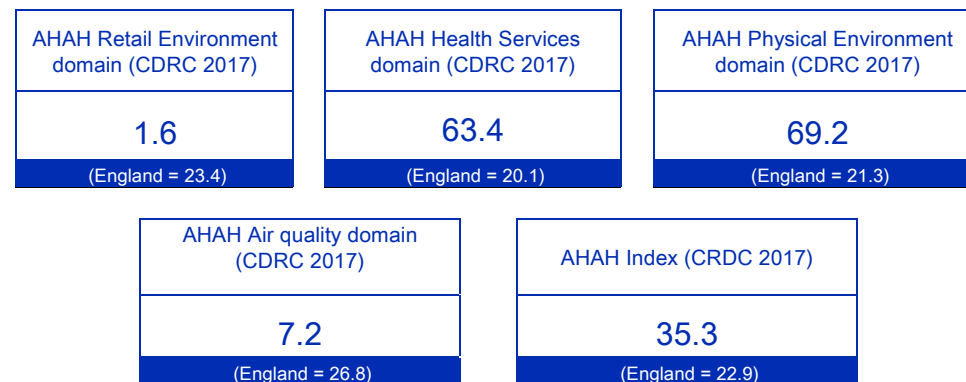 AHAH Retail Environment
domain (CDRC 2017)
1.6
(England = 23.4)
AHAH Health Services
domain (CDRC 2017)
63.4
(England = 20.1)
AHAH Physical Environment
domain (CDRC 2017)
69.2
(England = 21.3)
AHAH Air quality domain
(CDRC 2017)
7.2
(England = 26.8)
AHAH Index (CRDC 2017)
35.3
(England = 22.9)